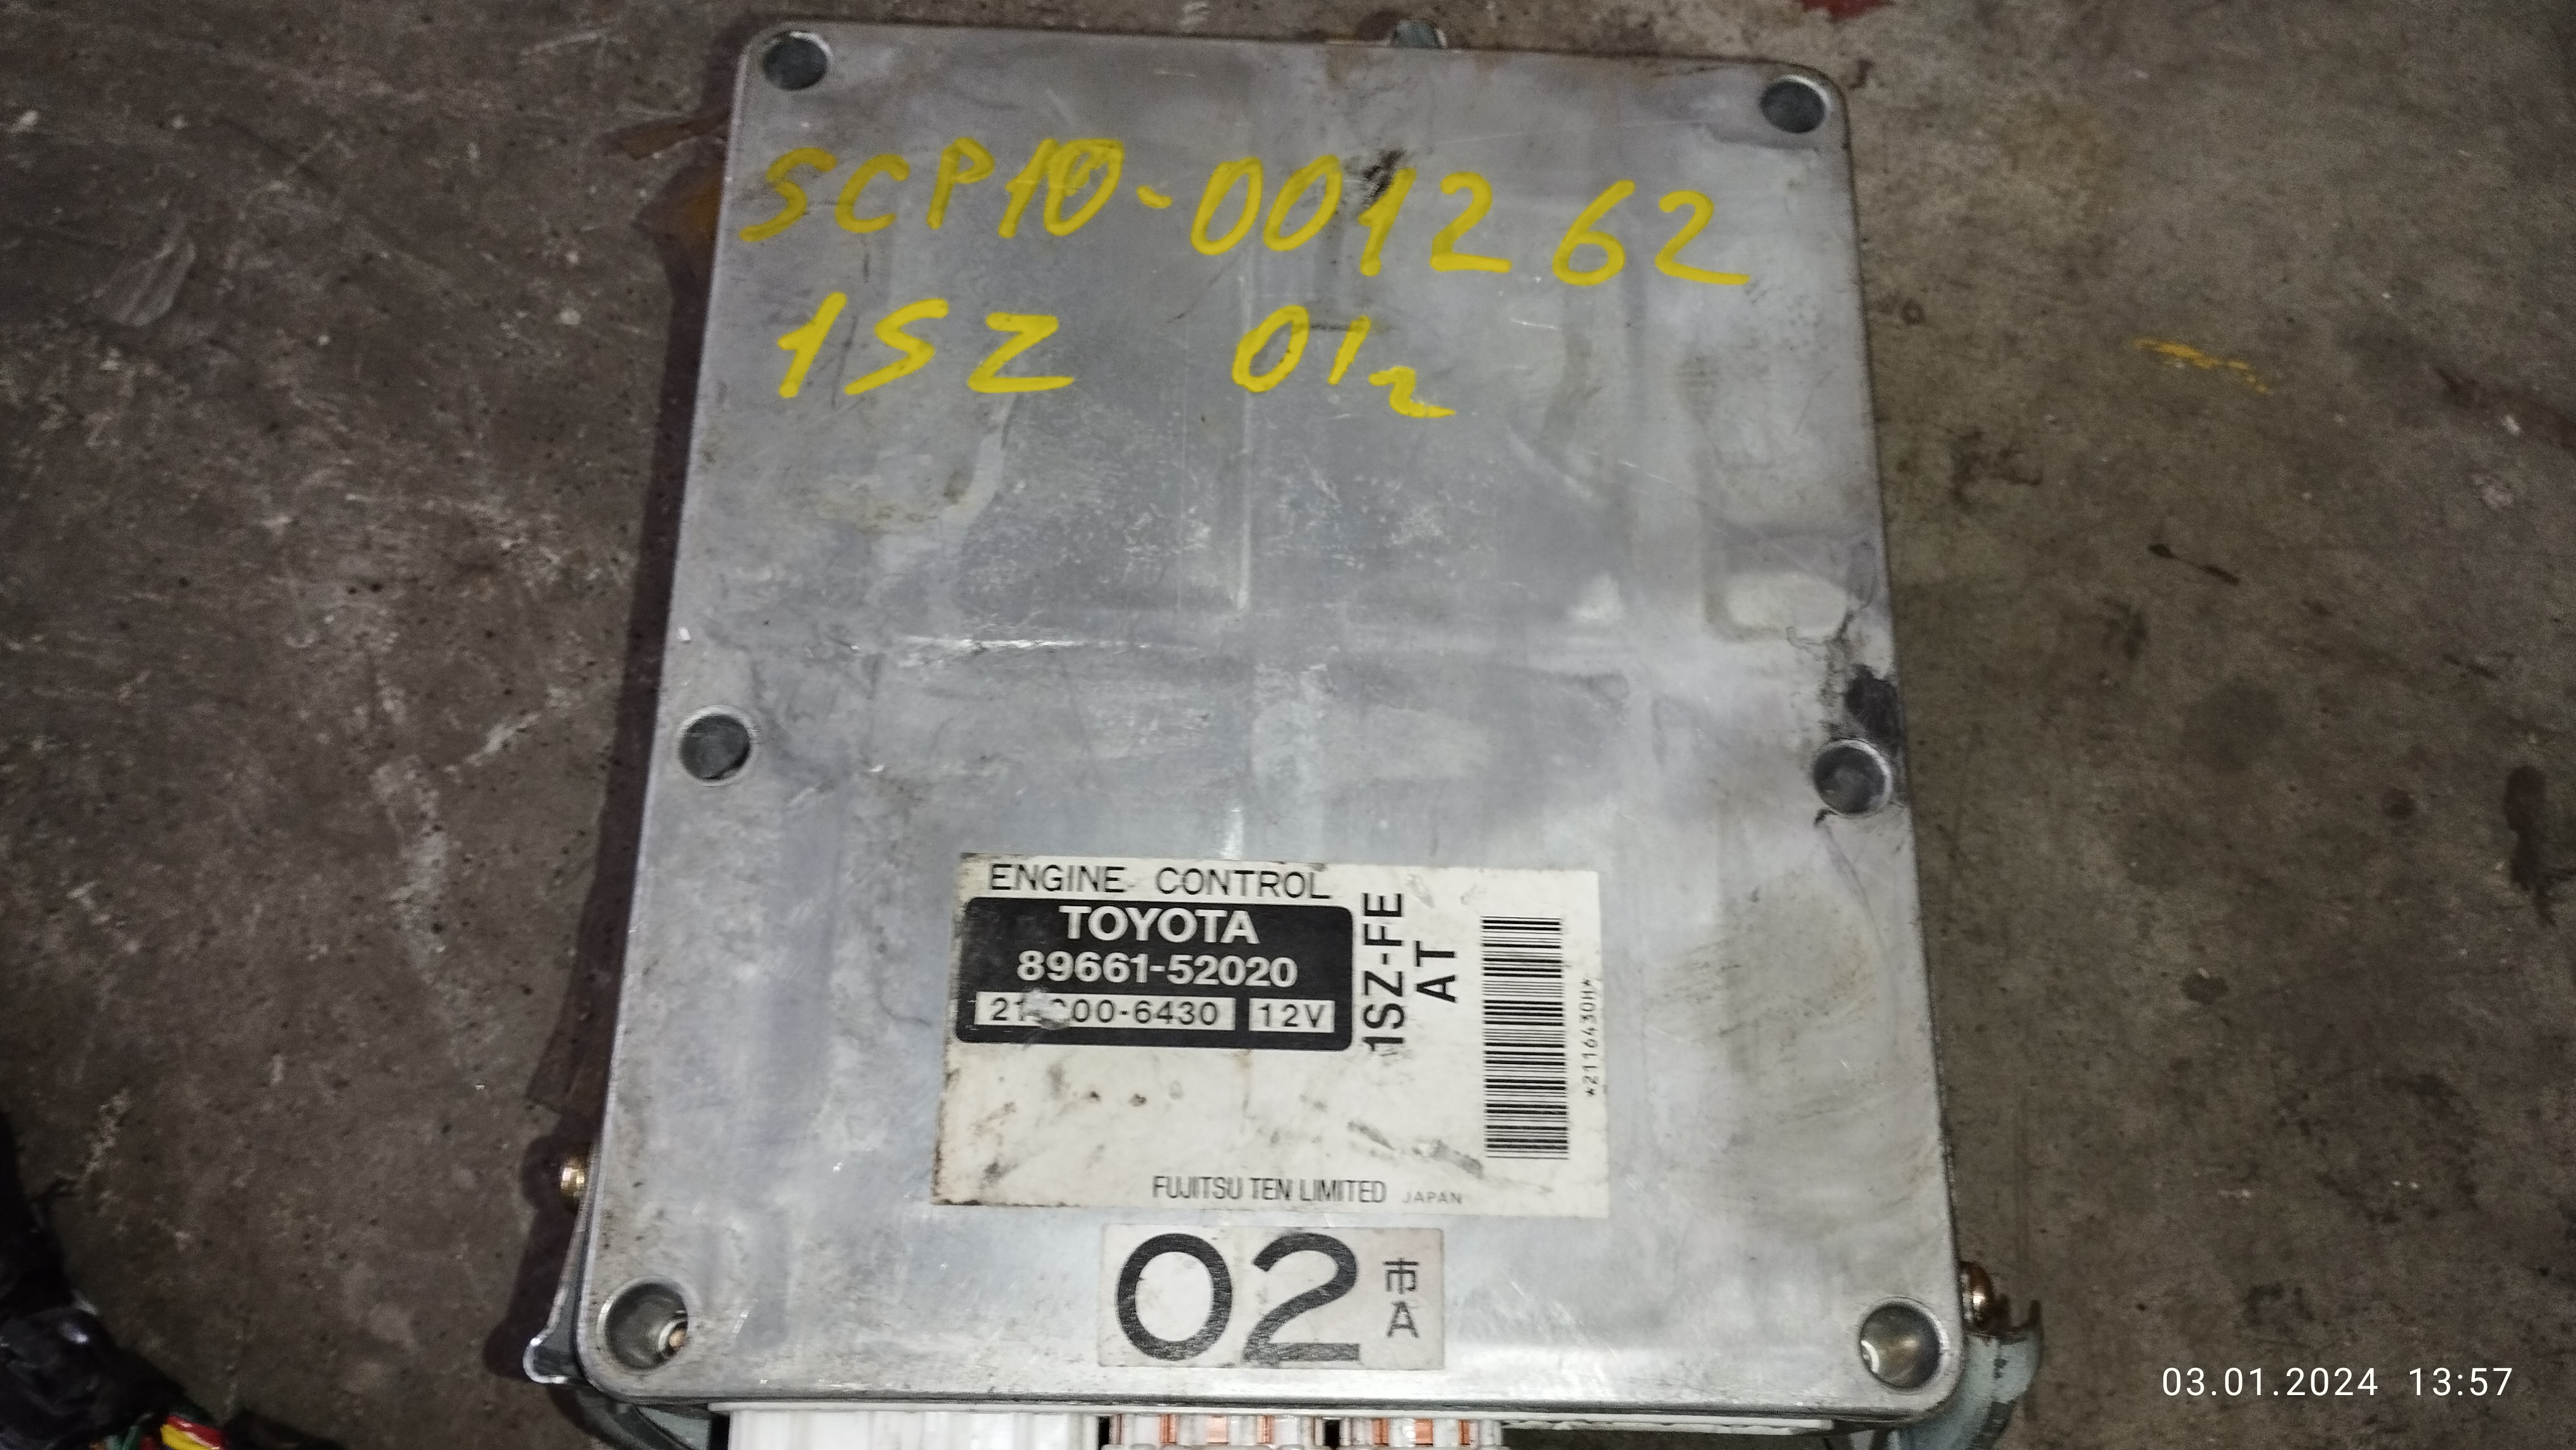 SCP10-001262
1SZ 01 2
ENGINE CONTROL
TOYOTA
89661-52020
12V
1SZ-FE
AT
*2116430H*
FUJITSU TEN LIMITED JAPAN
02 市
A
03.01.2024 13:57